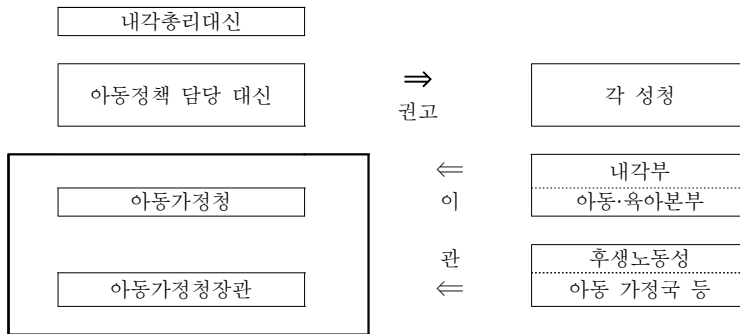 내각총리대신
아동정책 담당 대신 ⇒ 각 성청
권고
⇐ 내각부
아동가정청 이 아동·육아본부
관 후생노동성
아동가정청장관 ⇐ 아동 가정국 등